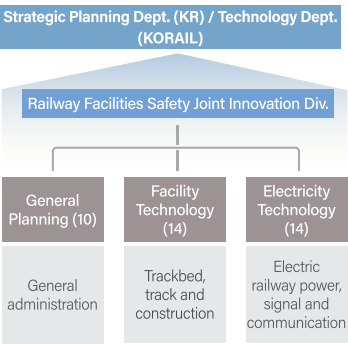 Strategic Planning Dept. (KR) / Technology Dept.
(KORAIL)
Railway Facilities Safety Joint Innovation Div.
General
Planning (10)
Facility
Technology
(14)
Electricity
Technology
(14)
General
administration
Trackbed,
track and
construction
Electric
railway power,
signal and
communication